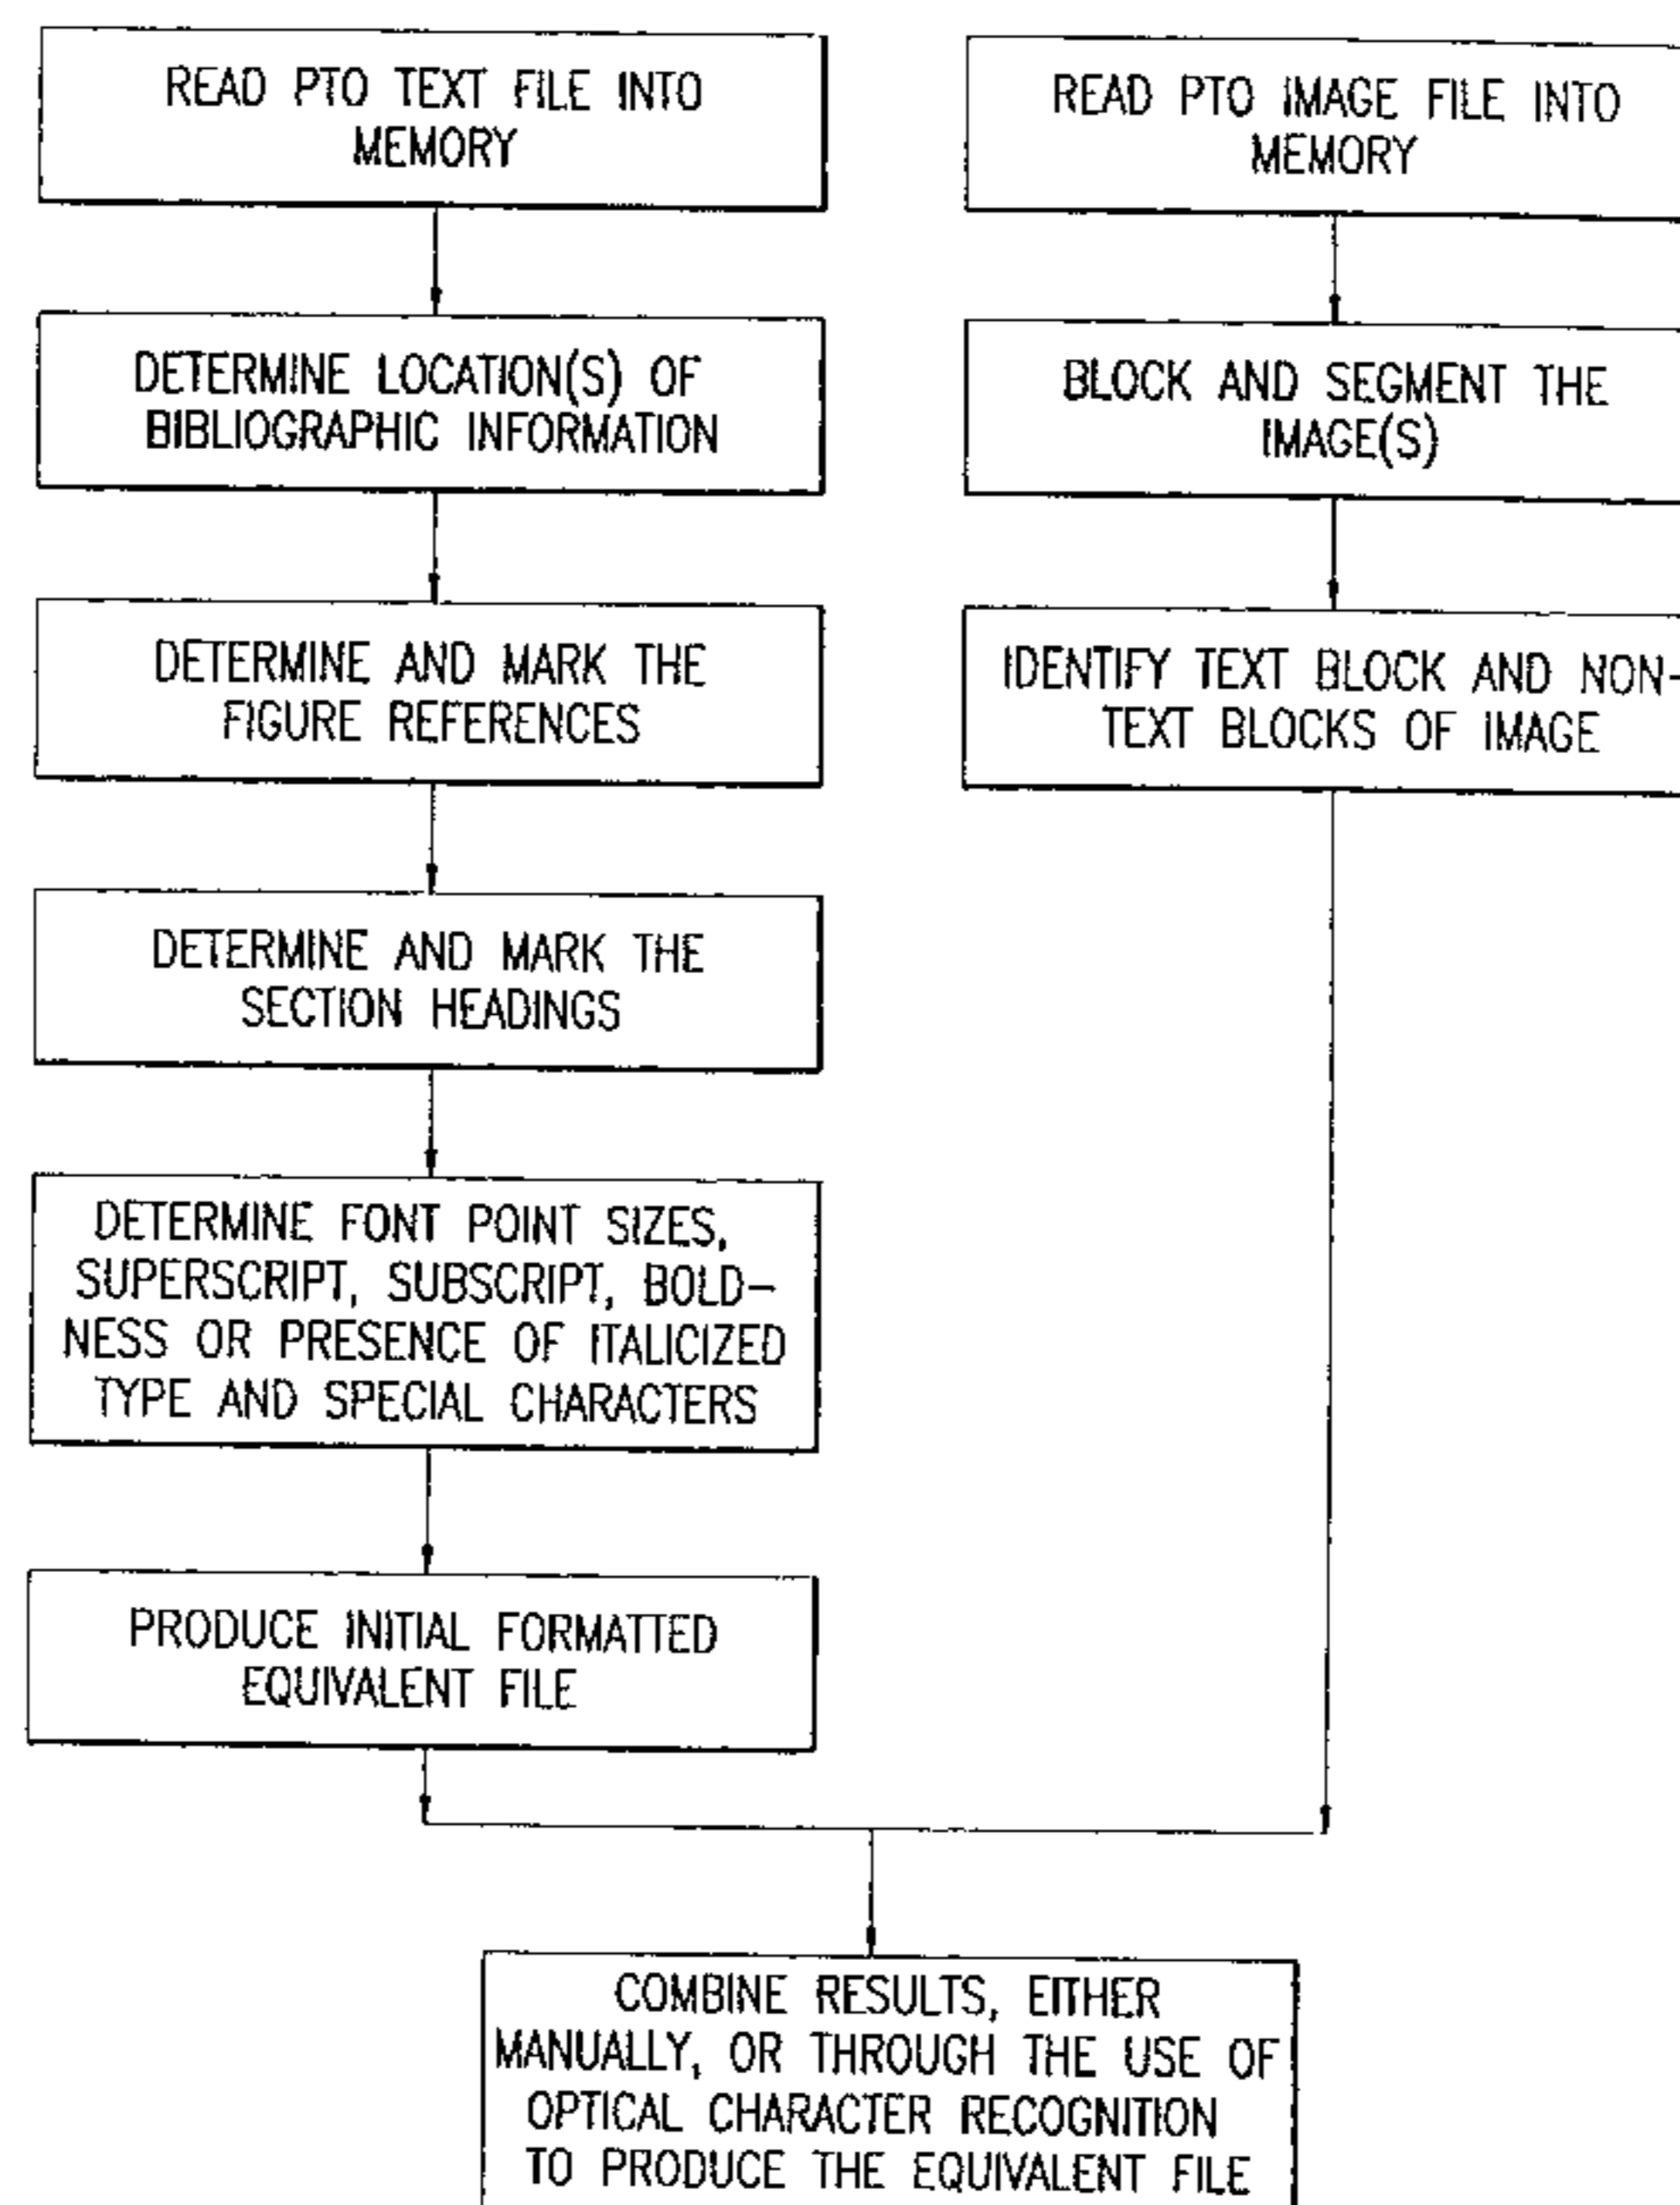 READ PTO TEXT FILE INTO
MEMORY
DETERMINE LOCATION(S) OF
BIBLIOGRAPHIC INFORMATION
DETERMINE AND MARK THE
FIGURE REFERENCES
DETERMINE AND MARK THE
SECTION HEADINGS
DETERMINE FONT POINT SIZES,
SUPERSCRIPT, SUBSCRIPT, BOLD-
NESS OR PRESENCE OF ITALICIZED
TYPE AND SPECIAL CHARACTERS
PRODUCE INITIAL FORMATTED
EQUIVALENT FILE
READ PTO IMAGE FILE INTO
MEMORY
BLOCK AND SEGMENT THE
IMAGE(S)
IDENTIFY TEXT BLOCK AND NON-
TEXT BLOCKS OF IMAGE
COMBINE RESULTS, EITHER
MANUALLY, OR THROUGH THE USE OF
OPTICAL CHARACTER RECOGNITION
TO PRODUCE THE EQUIVALENT FILE